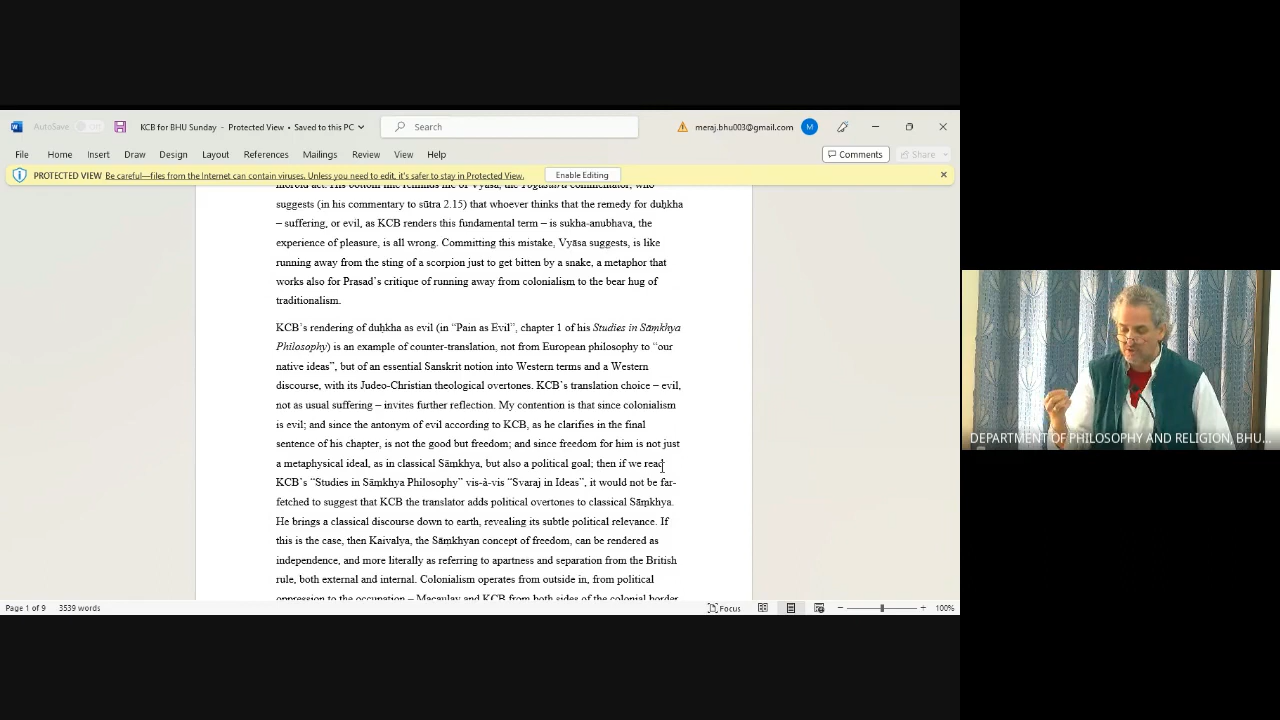 AutoSave Off KCB for BHU Sunday - Protected View • Saved to this PC Search meraj.bhu003@gmail.com M
File Home Insert Draw Design Layout References Mailings Review View Help Comments Share
PROTECTED VIEW Be careful—files from the Internet can contain viruses. Unless you need to edit, it's safer to stay in Protected View. Enable Editing
suggests (in his commentary to sūtra 2.15) that whoever thinks that the remedy for duḥkha
– suffering, or evil, as KCB renders this fundamental term – is sukha-anubhava, the
experience of pleasure, is all wrong. Committing this mistake, Vyāsa suggests, is like
running away from the sting of a scorpion just to get bitten by a snake, a metaphor that
works also for Prasad's critique of running away from colonialism to the bear hug of
traditionalism.
KCB's rendering of duḥkha as evil (in “Pain as Evil”, chapter 1 of his Studies in Sāṃkhya
Philosophy) is an example of counter-translation, not from European philosophy to “our
native ideas”, but of an essential Sanskrit notion into Western terms and a Western
discourse, with its Judeo-Christian theological overtones. KCB's translation choice – evil,
not as usual suffering – invites further reflection. My contention is that since colonialism
is evil; and since the antonym of evil according to KCB, as he clarifies in the final
sentence of his chapter, is not the good but freedom; and since freedom for him is not just
a metaphysical ideal, as in classical Sāṃkhya, but also a political goal; then if we read
KCB's “Studies in Sāṃkhya Philosophy” vis-à-vis “Svaraj in Ideas”, it would not be far-
fetched to suggest that KCB the translator adds political overtones to classical Sāṃkhya.
He brings a classical discourse down to earth, revealing its subtle political relevance. If
this is the case, then Kaivalya, the Sāṃkhyan concept of freedom, can be rendered as
independence, and more literally as referring to apartness and separation from the British
rule, both external and internal. Colonialism operates from outside in, from political
oppression to the occupation – Macaulay and KCB from both sides of the colonial border
Page 1 of 9 3539 words Focus 100%
DEPARTMENT OF PHILOSOPHY AND RELIGION, BHU...